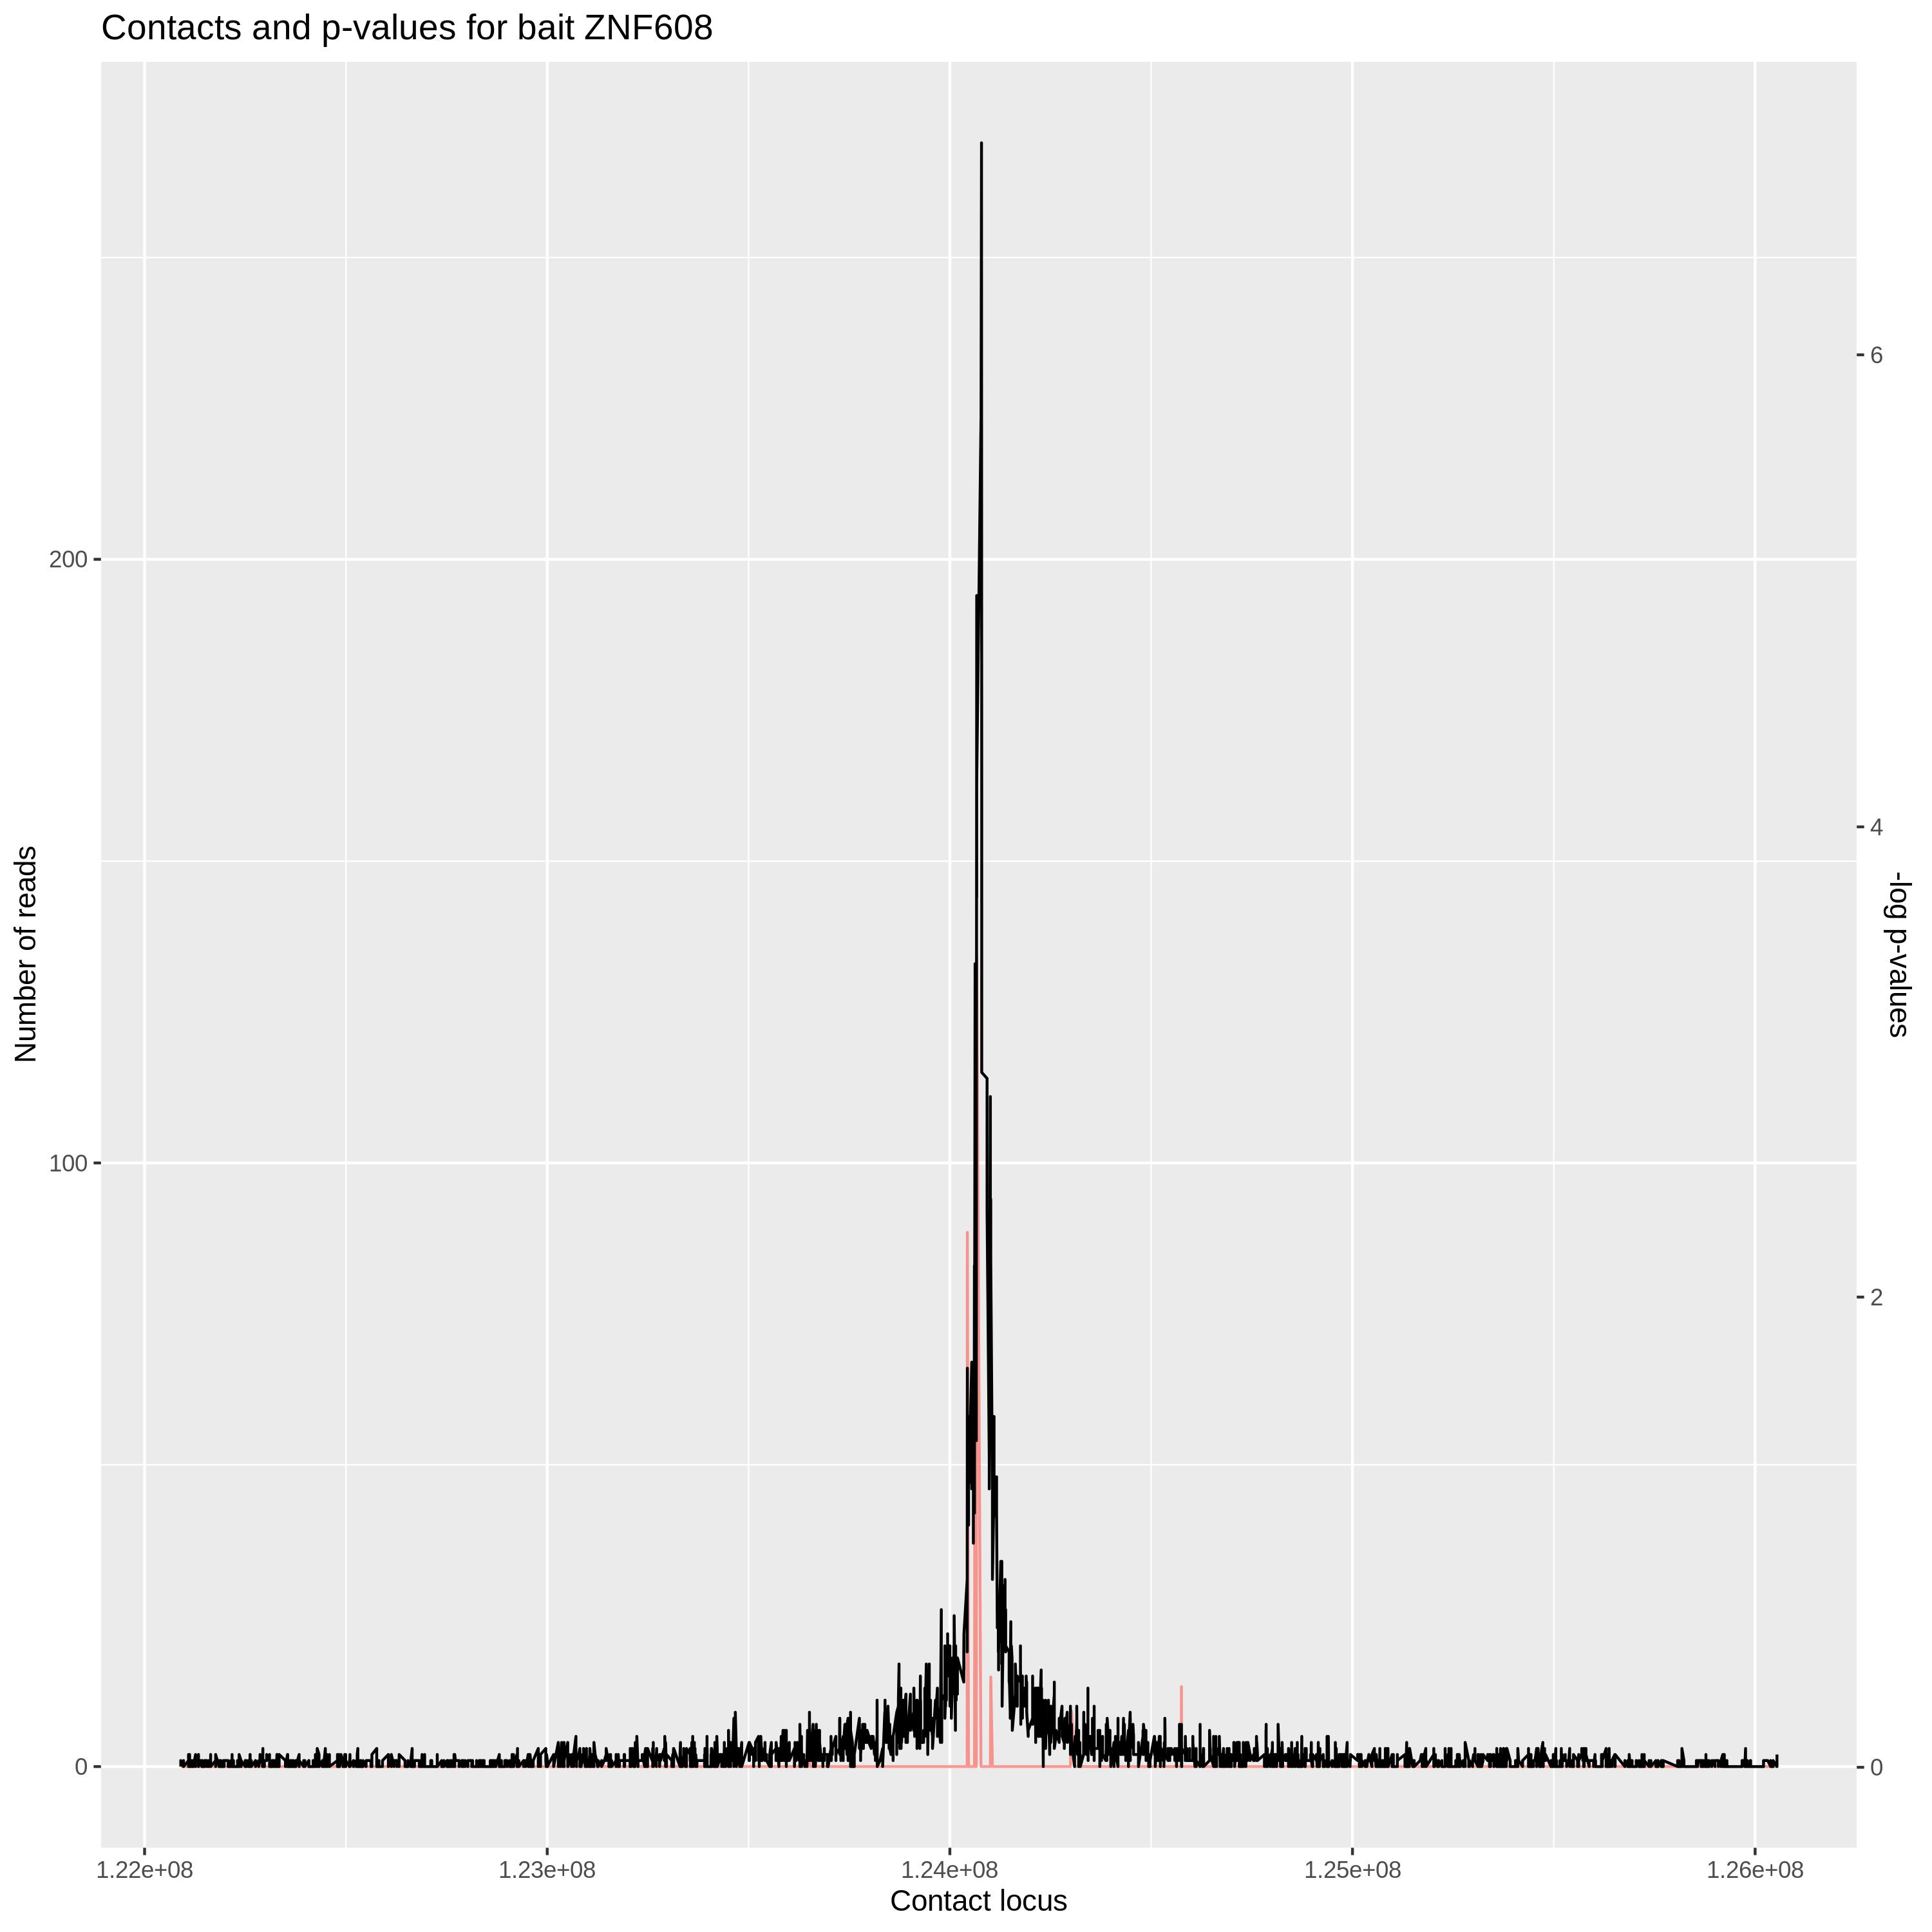 Contacts and p-values for bait ZNF608
Number of reads
200
100
0
6
4
2
0
-log p-values
1.22e+08 1.23e+08 1.24e+08 1.25e+08 1.26e+08
Contact locus